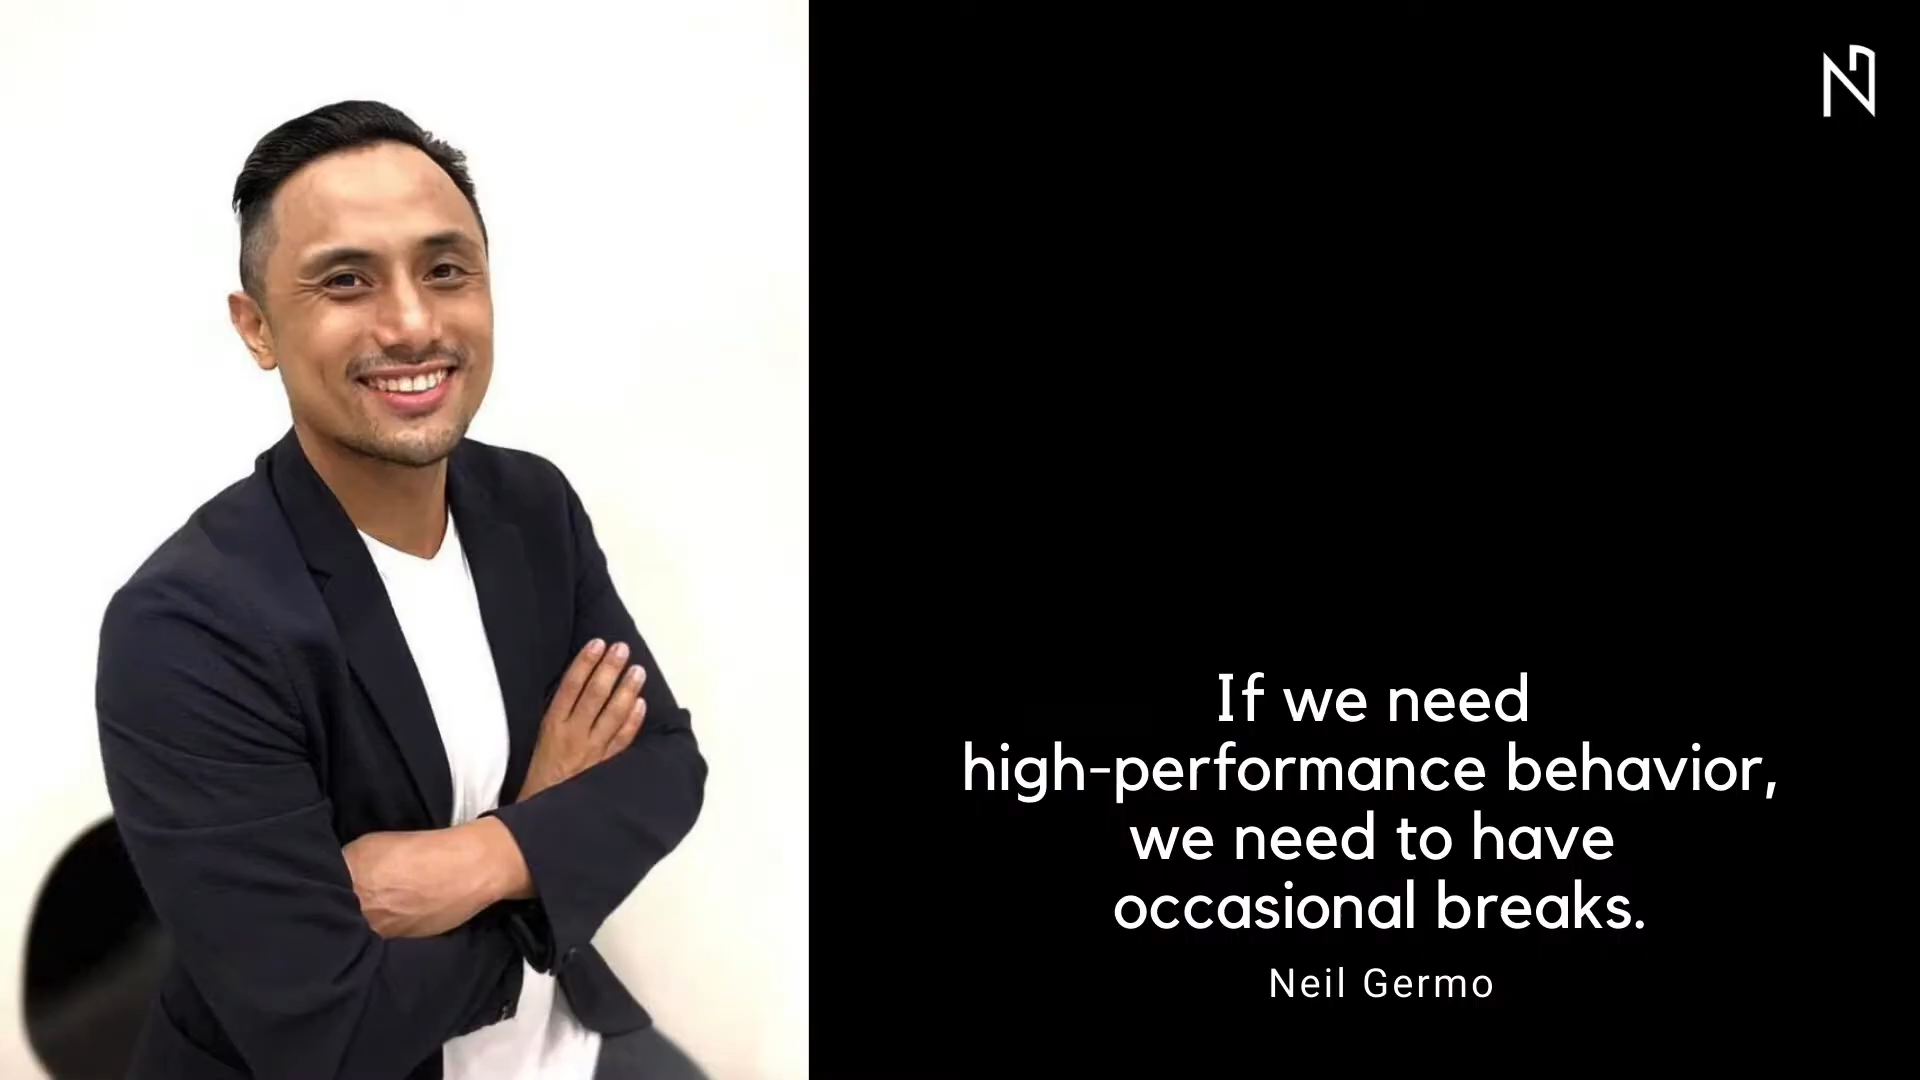 If we need
high-performance behavior,
we need to have
occasional breaks.
Neil Germo